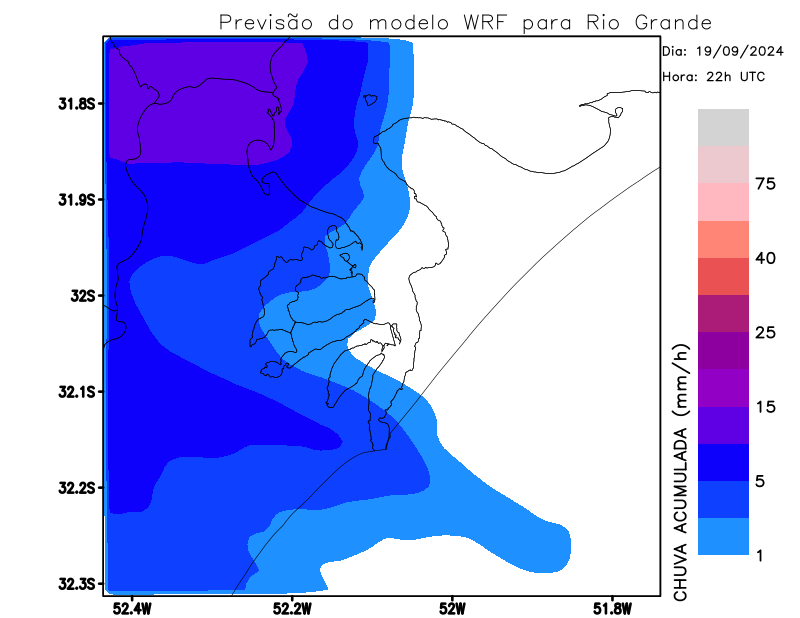 Previsão do modelo WRF para Rio Grande
Dia: 19/09/2024
Hora: 22h UTC
31.8S
31.9S
32S
32.1S
32.2S
32.3S
52.4W
52.2W
52W
51.8W
75
40
25
15
5
1
CHUVA ACUMULADA (mm/h)